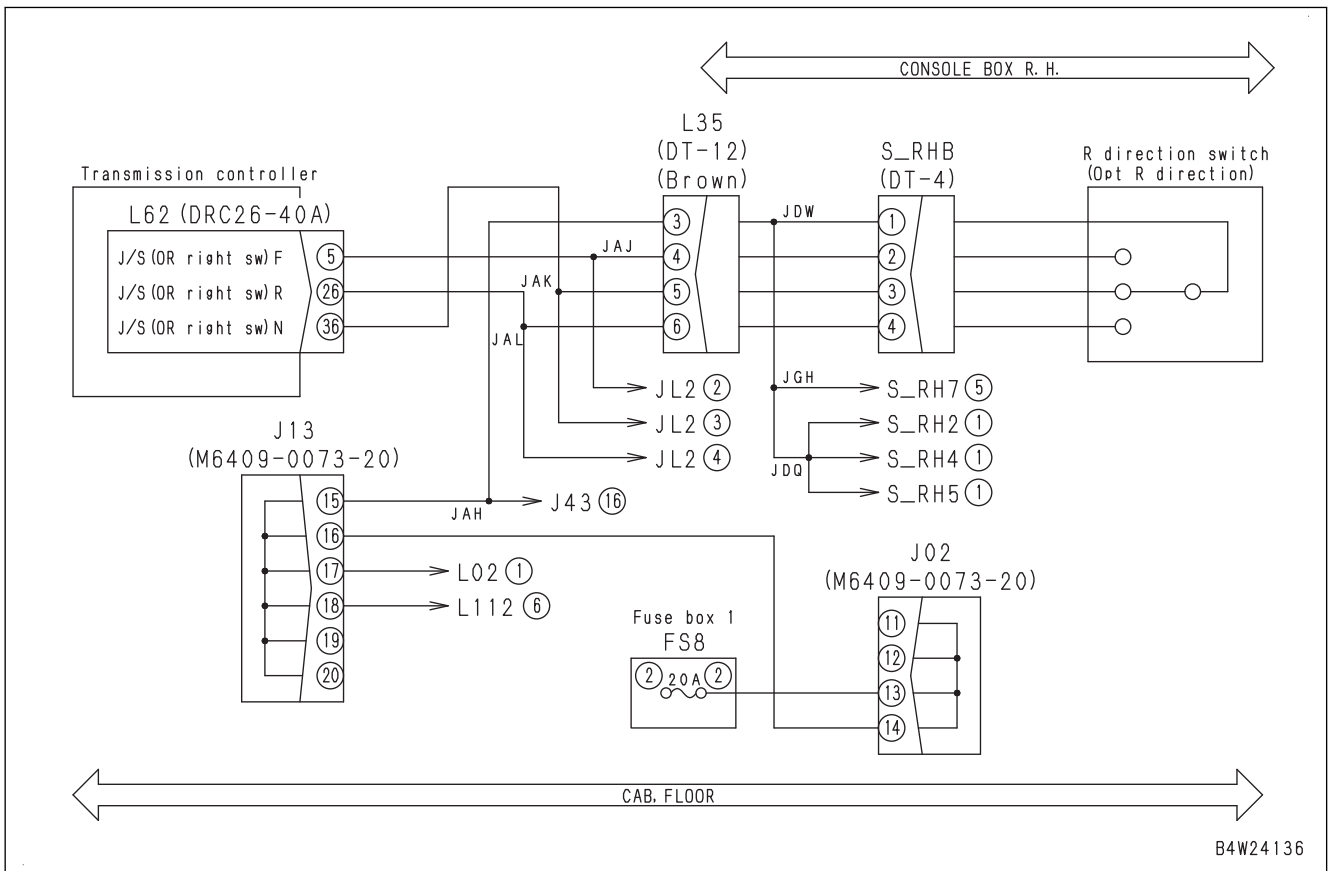 CONSOLE BOX R.H.
L35
(DT-12)
(Brown)
S_RHB
(DT-4)
R direction switch
(Opt R direction)
Transmission controller
L62(DRC26-40A)
J/S(OR right sw)F
5
J/S(OR right sw)R
26
J/S(OR right sw)N
36
JAJ
JAK
JAL
3
4
5
6
JDW
1
2
3
4
JL2 2
JL2 3
JL2 4
JGH
S_RH7 5
S_RH2 1
JDQ
S_RH4 1
S_RH5 1
J13
(M6409-0073-20)
15
16
17
18
19
20
JAH
J43 16
L02 1
L112 6
Fuse box 1
FS8
2 20A 2
J02
(M6409-0073-20)
11
12
13
14
CAB, FLOOR
B4W24136